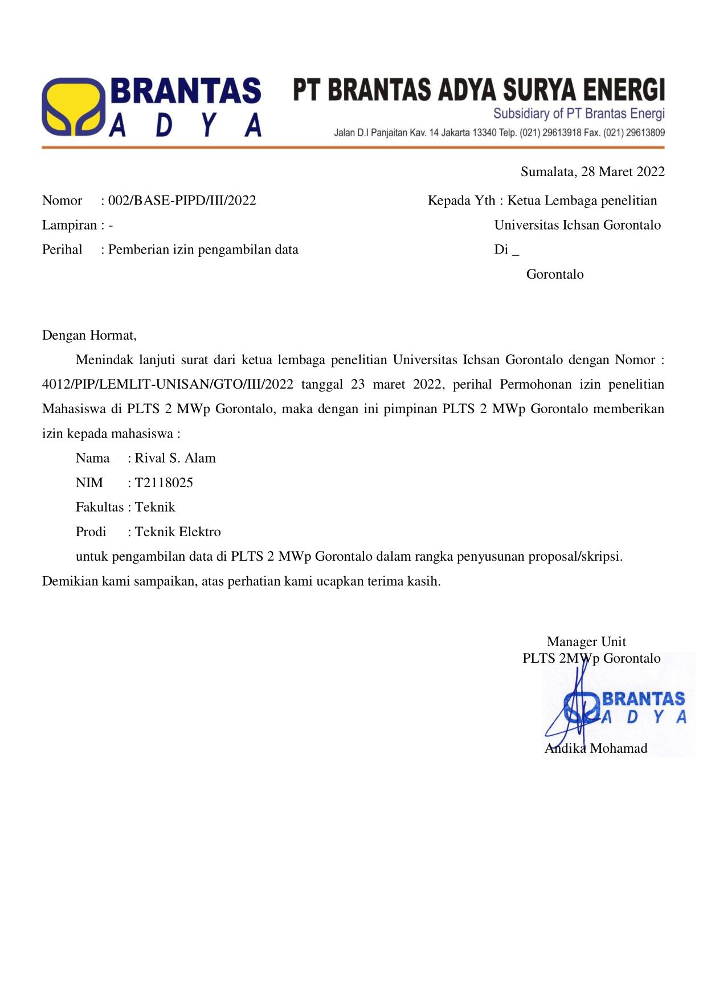 BRANTAS
ADYA
PT BRANTAS ADYA SURYA ENERGI
Subsidiary of PT Brantas Energi
Jalan D.I Panjaitan Kav. 14 Jakarta 13340 Telp. (021) 29613918 Fax. (021) 29613809
Sumalata, 28 Maret 2022
Nomor : 002/BASE-PIPD/III/2022
Kepada Yth : Ketua Lembaga penelitian
Lampiran : -
Universitas Ichsan Gorontalo
Perihal : Pemberian izin pengambilan data
Di _
Gorontalo
Dengan Hormat,
Menindak lanjuti surat dari ketua lembaga penelitian Universitas Ichsan Gorontalo dengan Nomor :
4012/PIP/LEMLIT-UNISAN/GTO/III/2022 tanggal 23 maret 2022, perihal Permohonan izin penelitian
Mahasiswa di PLTS 2 MWp Gorontalo, maka dengan ini pimpinan PLTS 2 MWp Gorontalo memberikan
izin kepada mahasiswa :
Nama : Rival S. Alam
NIM : T2118025
Fakultas : Teknik
Prodi : Teknik Elektro
untuk pengambilan data di PLTS 2 MWp Gorontalo dalam rangka penyusunan proposal/skripsi.
Demikian kami sampaikan, atas perhatian kami ucapkan terima kasih.
Manager Unit
PLTS 2MWp Gorontalo
BRANTAS
ADYA
Andika Mohamad